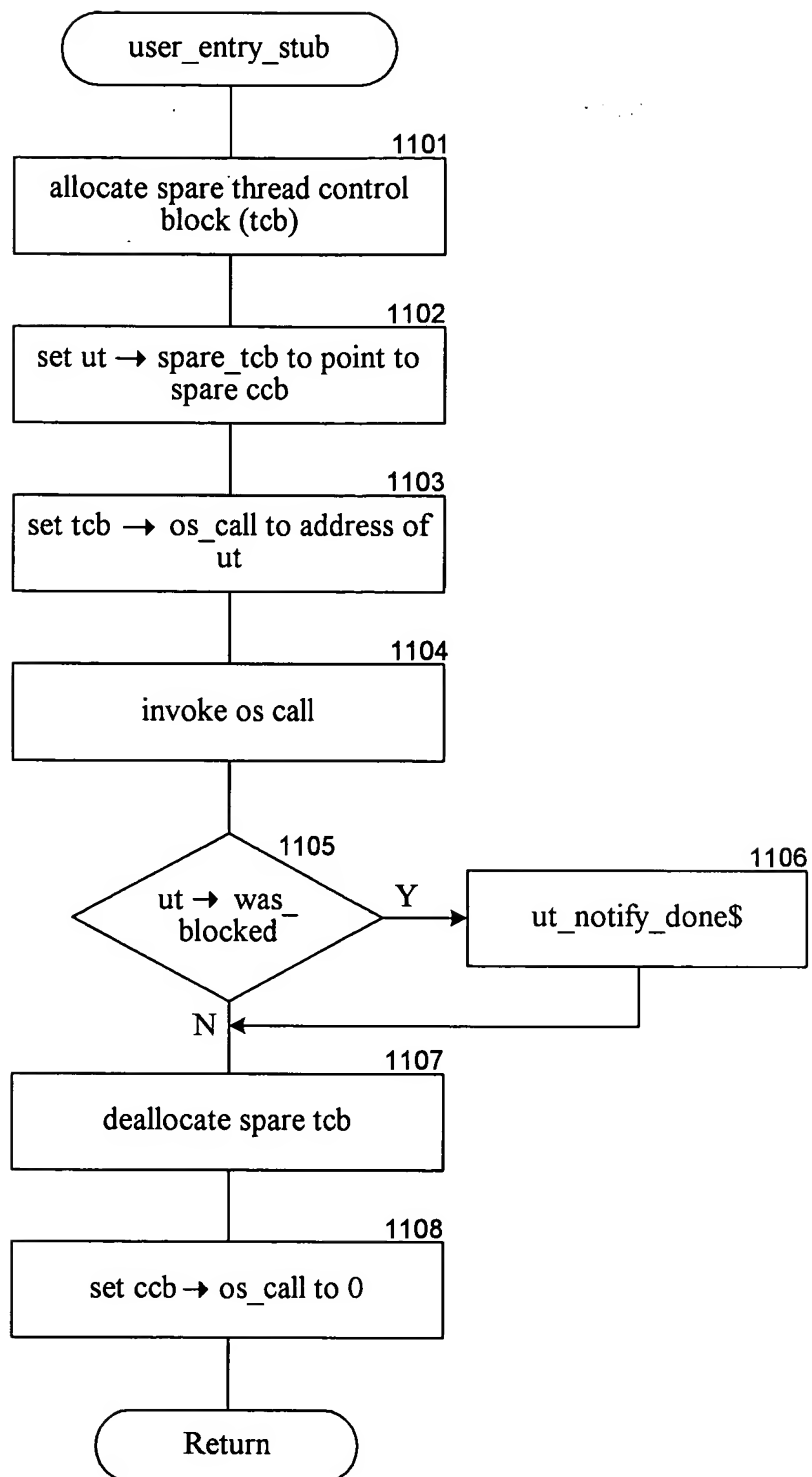 user_entry_stub
1101
allocate spare thread control
block (tcb)
1102
set ut → spare_tcb to point to
spare ccb
1103
set tcb → os_call to address of
ut
1104
invoke os call
1105
ut → was_
blocked
Y
1106
ut_notify_done$
N
1107
deallocate spare tcb
1108
set ccb → os_call to 0
Return